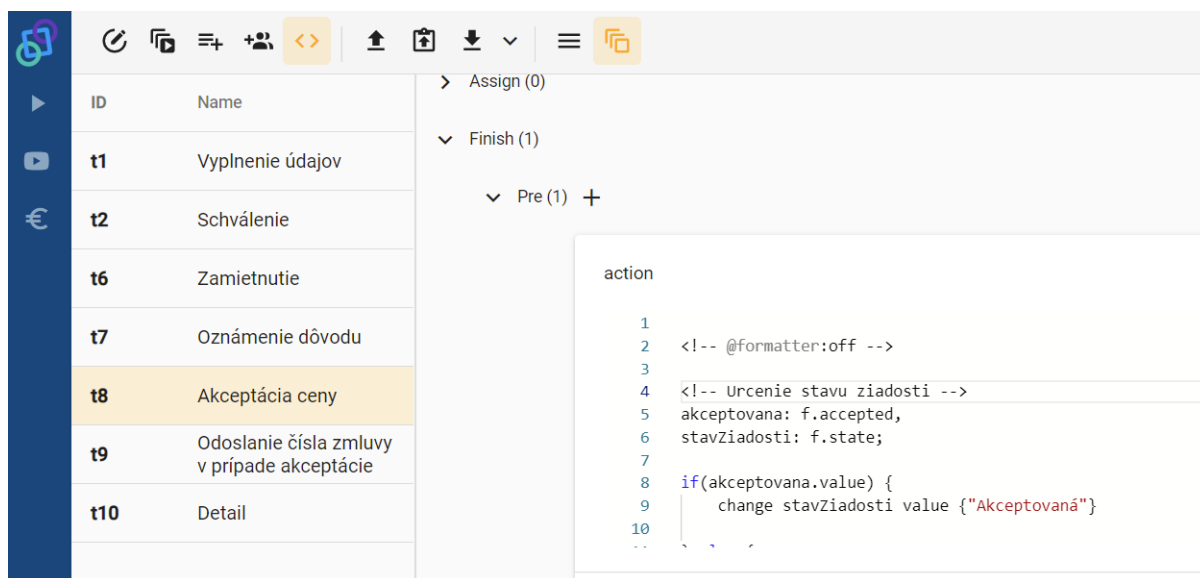 ID Name
t1 Vyplnenie údajov
t2 Schválenie
t6 Zamietnutie
t7 Oznámenie dôvodu
t8 Akceptácia ceny
t9 Odoslanie čísla zmluvy
v prípade akceptácie
t10 Detail
Assign (0)
Finish (1)
Pre (1)
action
1
2 <!-- @formatter:off -->
3
4 <!-- Urcenie stavu ziadosti -->
5 akceptovana: f.accepted,
6 stavZiadosti: f.state;
7
8 if(akceptovana.value) {
9 change stavZiadosti value {"Akceptovaná"}
10